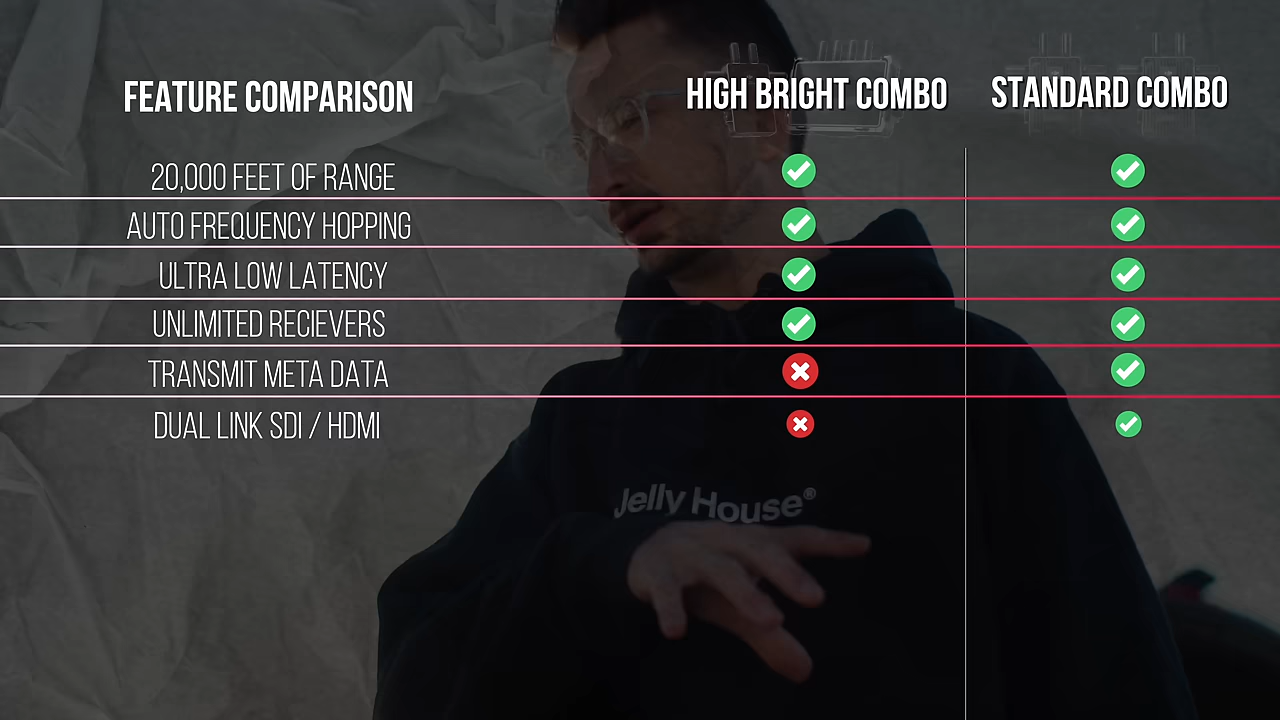 FEATURE COMPARISON HIGH BRIGHT COMBO STANDARD COMBO
20,000 FEET OF RANGE
AUTO FREQUENCY HOPPING
ULTRA LOW LATENCY
UNLIMITED RECIEVERS
TRANSMIT META DATA
DUAL LINK SDI / HDMI
Jelly House®